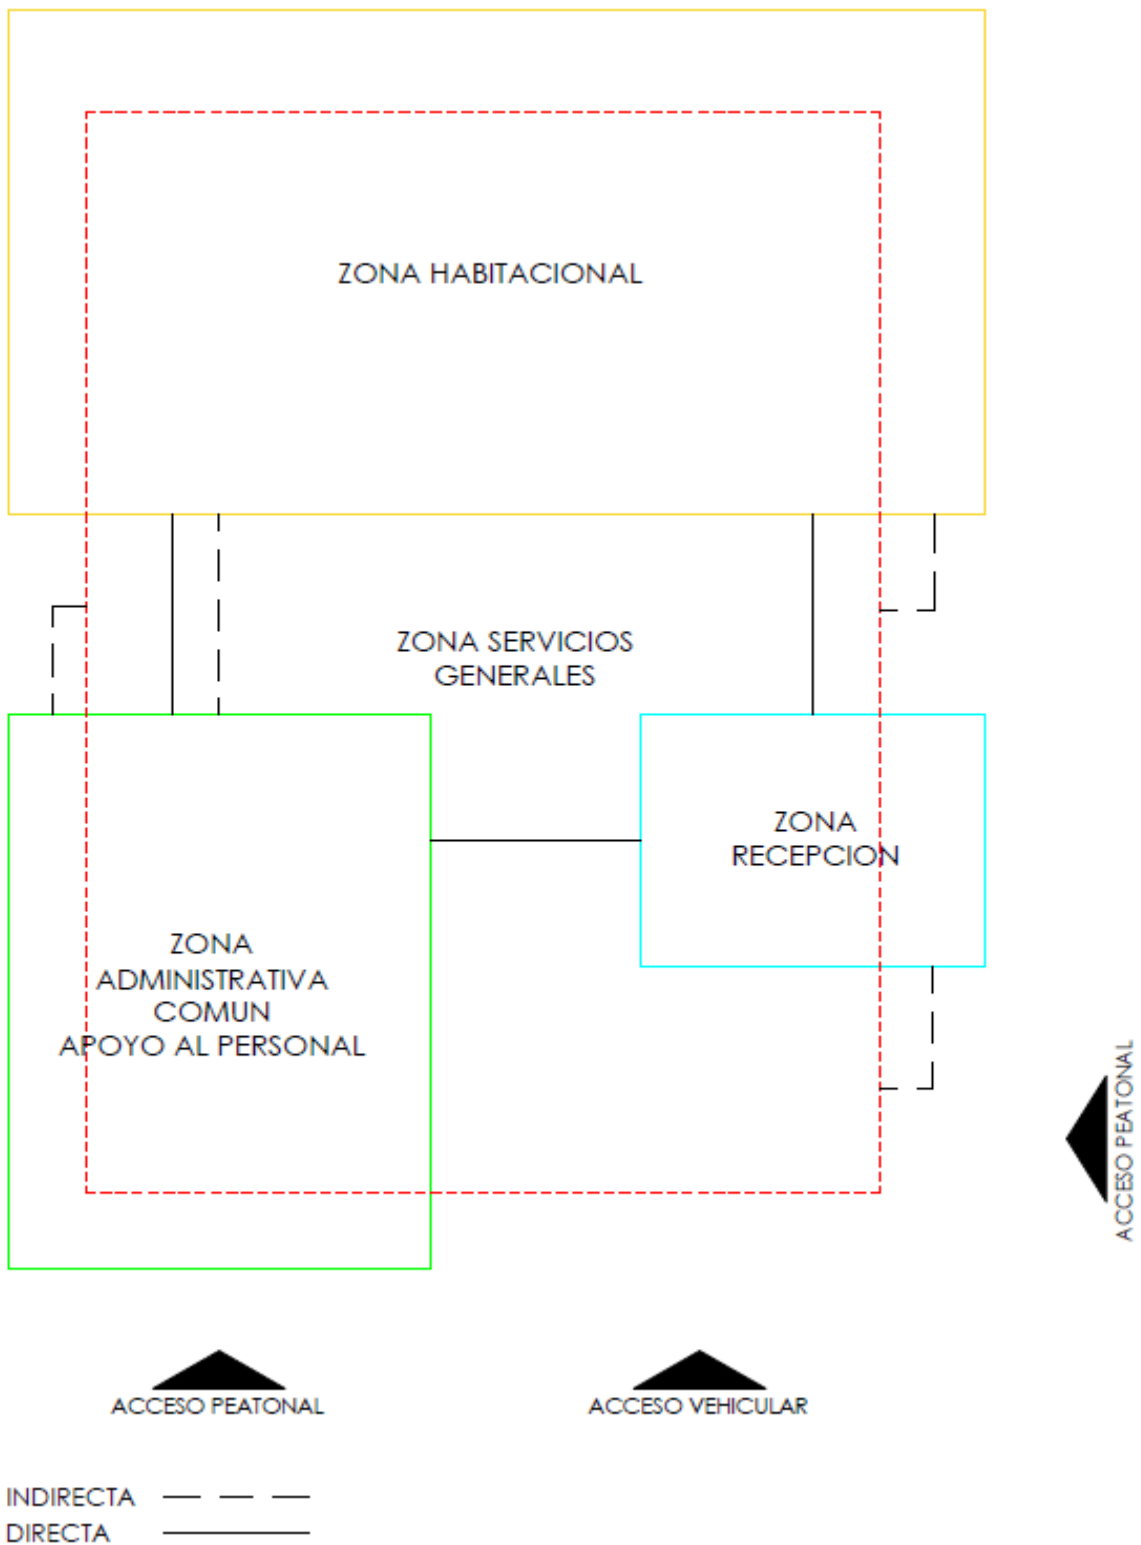 ZONA HABITACIONAL
ZONA SERVICIOS
GENERALES
ZONA
RECEPCION
ZONA
ADMINISTRATIVA
COMUN
APOYO AL PERSONAL
ACCESO PEATONAL
ACCESO PEATONAL
ACCESO VEHICULAR
INDIRECTA
DIRECTA